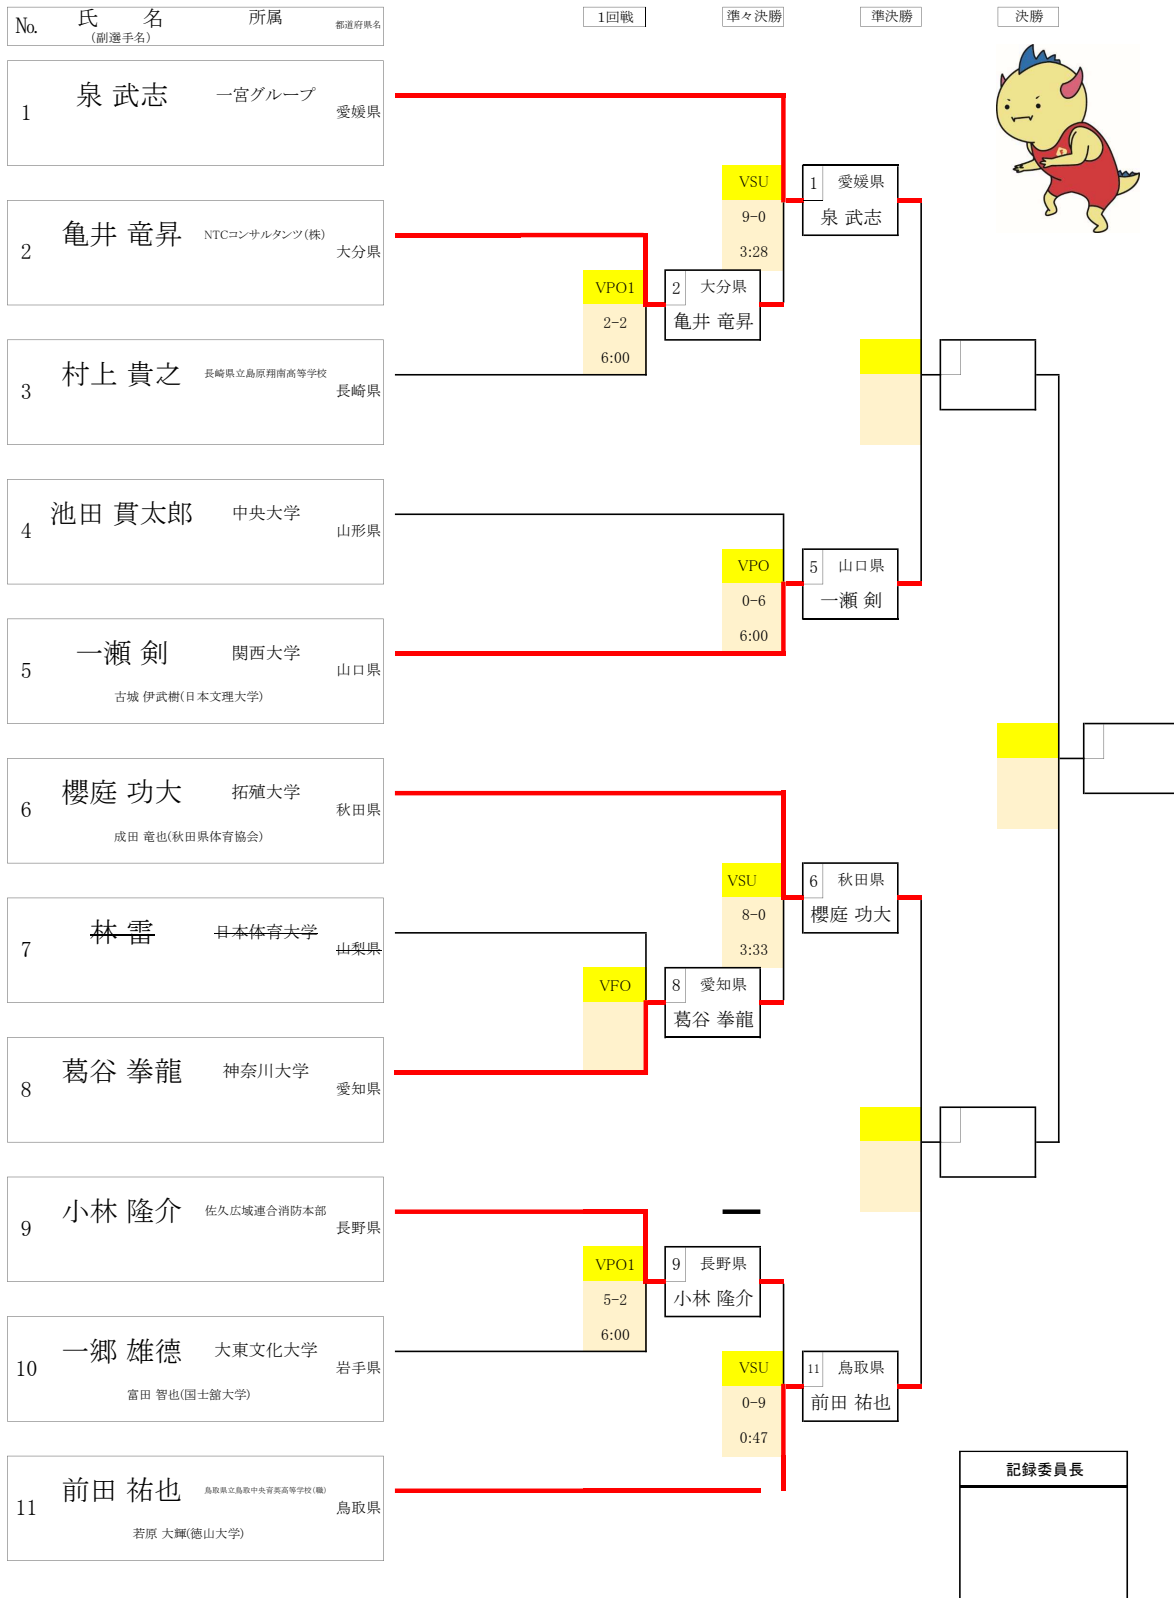 No. 氏 名 所属 都道府県名 1回戦 準々決勝 準決勝 決勝
(副選手名)
1 泉 武志 一宮グループ 愛媛県
2 亀井 竜昇 NTCコンサルタンツ(株) 大分県
3 村上 貴之 長崎県立島原翔南高等学校 長崎県
4 池田 貫太郎 中央大学 山形県
5 一瀬 剣 関西大学 山口県
古城 伊武樹(日本文理大学)
6 櫻庭 功大 拓殖大学 秋田県
成田 竜也(秋田県体育協会)
7 林 雷 日本体育大学 山梨県
8 葛谷 拳龍 神奈川大学 愛知県
9 小林 隆介 佐久広域連合消防本部 長野県
10 一郷 雄德 大東文化大学 岩手県
富田 智也(国士舘大学)
11 前田 祐也 鳥取県立鳥取中央育英高等学校(職) 鳥取県
若原 大輝(徳山大学)
VPO1
2-2
6:00
2 大分県
亀井 竜昇
VFO
8 愛知県
葛谷 拳龍
VPO1
5-2
6:00
9 長野県
小林 隆介
VSU
9-0
3:28
1 愛媛県
泉 武志
VPO
0-6
6:00
5 山口県
一瀬 剣
VSU
8-0
3:33
6 秋田県
櫻庭 功大
VSU
0-9
0:47
11 鳥取県
前田 祐也
記録委員長